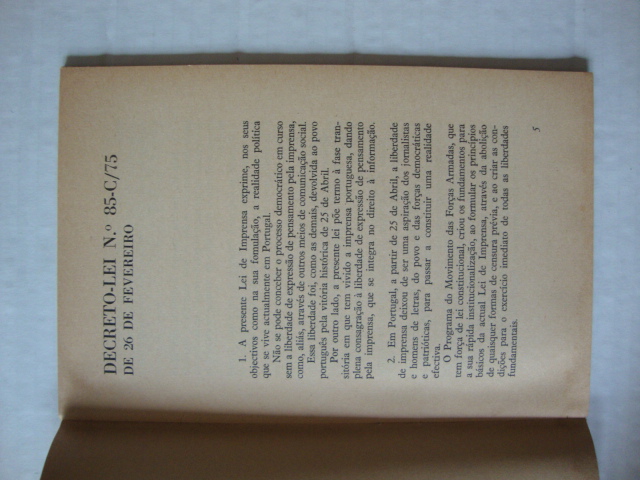 DECRETO-LEI N.º 85-C/75
DE 26 DE FEVEREIRO
1. A presente Lei de Imprensa exprime, nos seus
objectivos como na sua fomulação, a realidade política
que se vive actualmente em Portugal.
Não se pode conceber o processo democrático em curso
sem a liberdade de expressão de pensamento pela imprensa,
como, aliás, através de outros meios de comunicação social.
Essa liberdade foi, como as demais, devolvida ao povo
português pela vitória histórica de 25 de Abril.
Por outro lado, a presente lei põe termo à fase tran-
sitória em que tem vivido a imprensa portuguesa, dando
plena consagração à liberdade de expressão de pensamento
pela imprensa, que se integra no direito à informação.
2. Em Portugal, a partir de 25 de Abril, a liberdade
de imprensa deixou de ser uma aspiração dos jornalistas
e homens de letras, do povo e das forças democráticas
e patrióticas, para passar a constituir uma realidade
efectiva.
O Programa do Movimento das Forças Armadas, que
tem força de lei constitucional, criou os fundamentos para
a sua rápida institucionalização, ao formular os princípios
básicos da actual Lei de Imprensa, através da abolição
de quaisquer formas de censura prévia, e ao criar as con-
dições para o exercício imediato de todas as liberdades
fundamentais.
5